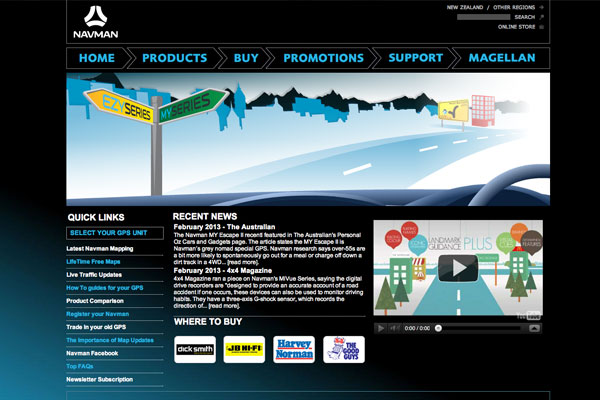 NAVMAN
NEW ZEALAND / OTHER REGIONS
SEARCH
ONLINE STORE
HOME
PRODUCTS
BUY
PROMOTIONS
SUPPORT
MAGELLAN
EZYSERIES
MYSERIES
QUICK LINKS
SELECT YOUR GPS UNIT
Latest Navman Mapping
LifeTime Free Maps
Live Traffic Updates
How To guides for your GPS
Product Comparison
Register your Navman
Trade in your old GPS
The Importance of Map Updates
Navman Facebook
Top FAQs
Newsletter Subscription
RECENT NEWS
February 2013 - The Australian
The Navman MY Escape II recent featured in The Australian's Personal
Oz Cars and Gadgets page. The article states the MY Escape II is
Navman's grey nomad special GPS. Navman research says over-55s are
a bit more likely to spontaneously go out for a meal or charge off down a
dirt track in a 4WD... [read more].
February 2013 - 4x4 Magazine
4x4 Magazine ran a piece on Navman's MiVue Series, saying the digital
drive recorders are "designed to provide an accurate account of a road
accident if one occurs, these devices can also be used to monitor driving
habits. They have a three-axis G-shock sensor, which records the
direction of... [read more].
WHERE TO BUY
dick smith
JB HI-FI
Harvey
Norman
THE
GOOD
GUYS
LANDMARK
GUIDANCE
PLUS
FEATURES
YouTube
0:00 / 0:00